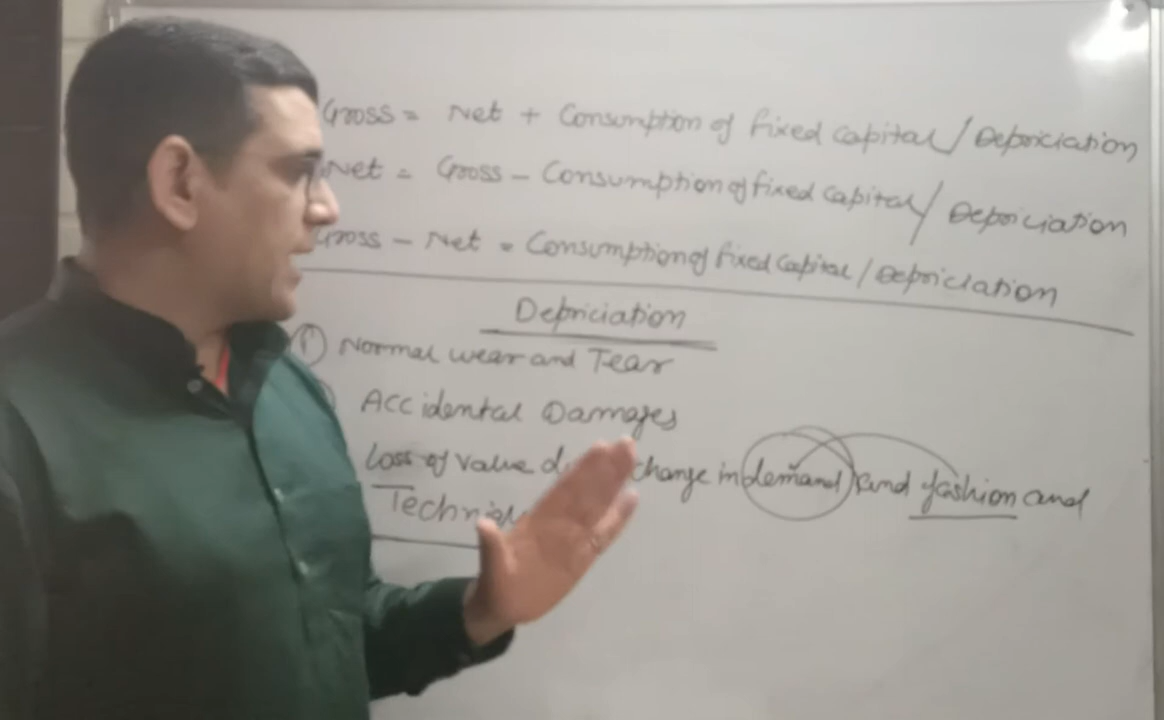 Gross = Net + Consumption of fixed capital / Depriciation
Net = Gross - Consumption of fixed capital / Depriciation
Gross - Net = Consumption of fixed capital / Depriciation
Depriciation
① Normal wear and Tear
Accidental Damages
Loss of value change in demand and fashion and